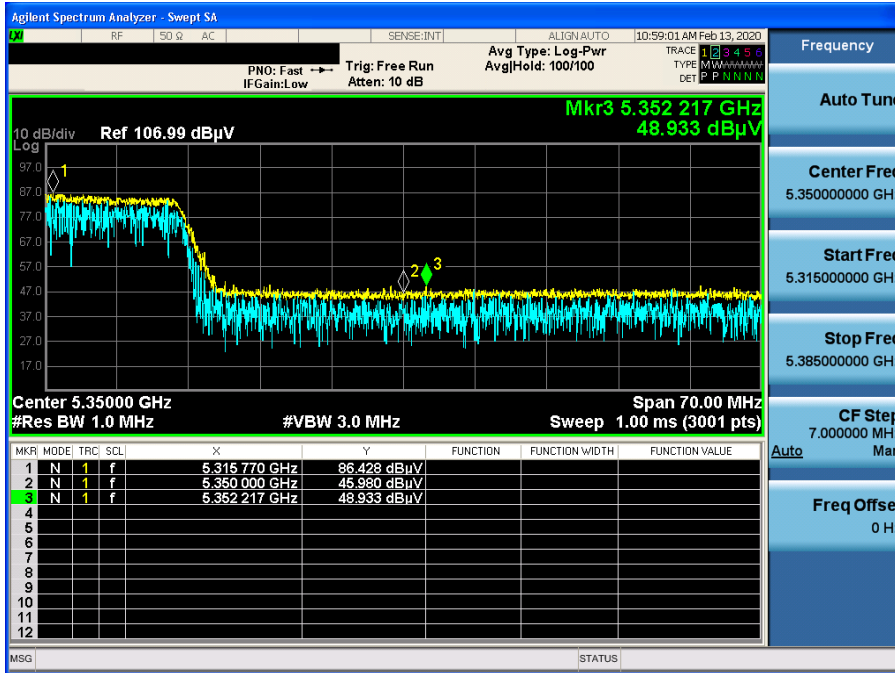 Agilent Spectrum Analyzer - Swept SA
LXI RF 50 Ω AC SENSE:INT ALIGN AUTO 10:59:01 AM Feb 13, 2020
PNO: Fast Trig: Free Run Avg Type: Log-Pwr TRACE 1 2 3 4 5 6
IFGain:Low Atten: 10 dB Avg|Hold: 100/100 TYPE MWWWWW
DET P P N N N N
Mkr3 5.352 217 GHz
48.933 dBµV
10 dB/div Ref 106.99 dBµV
Log
97.0
87.0
77.0
67.0
57.0
47.0
37.0
27.0
17.0
1
2
3
Center 5.35000 GHz Span 70.00 MHz
#Res BW 1.0 MHz #VBW 3.0 MHz Sweep 1.00 ms (3001 pts)
MKR MODE TRC SCL X Y FUNCTION FUNCTION WIDTH FUNCTION VALUE
1 N 1 f 5.315 770 GHz 86.428 dBµV
2 N 1 f 5.350 000 GHz 45.980 dBµV
3 N 1 f 5.352 217 GHz 48.933 dBµV
4
5
6
7
8
9
10
11
12
MSG STATUS
Frequency
Auto Tune
Center Freq
5.350000000 GH
Start Freq
5.315000000 GH
Stop Freq
5.385000000 GH
CF Step
7.000000 MH
Auto Man
Freq Offse
0 H